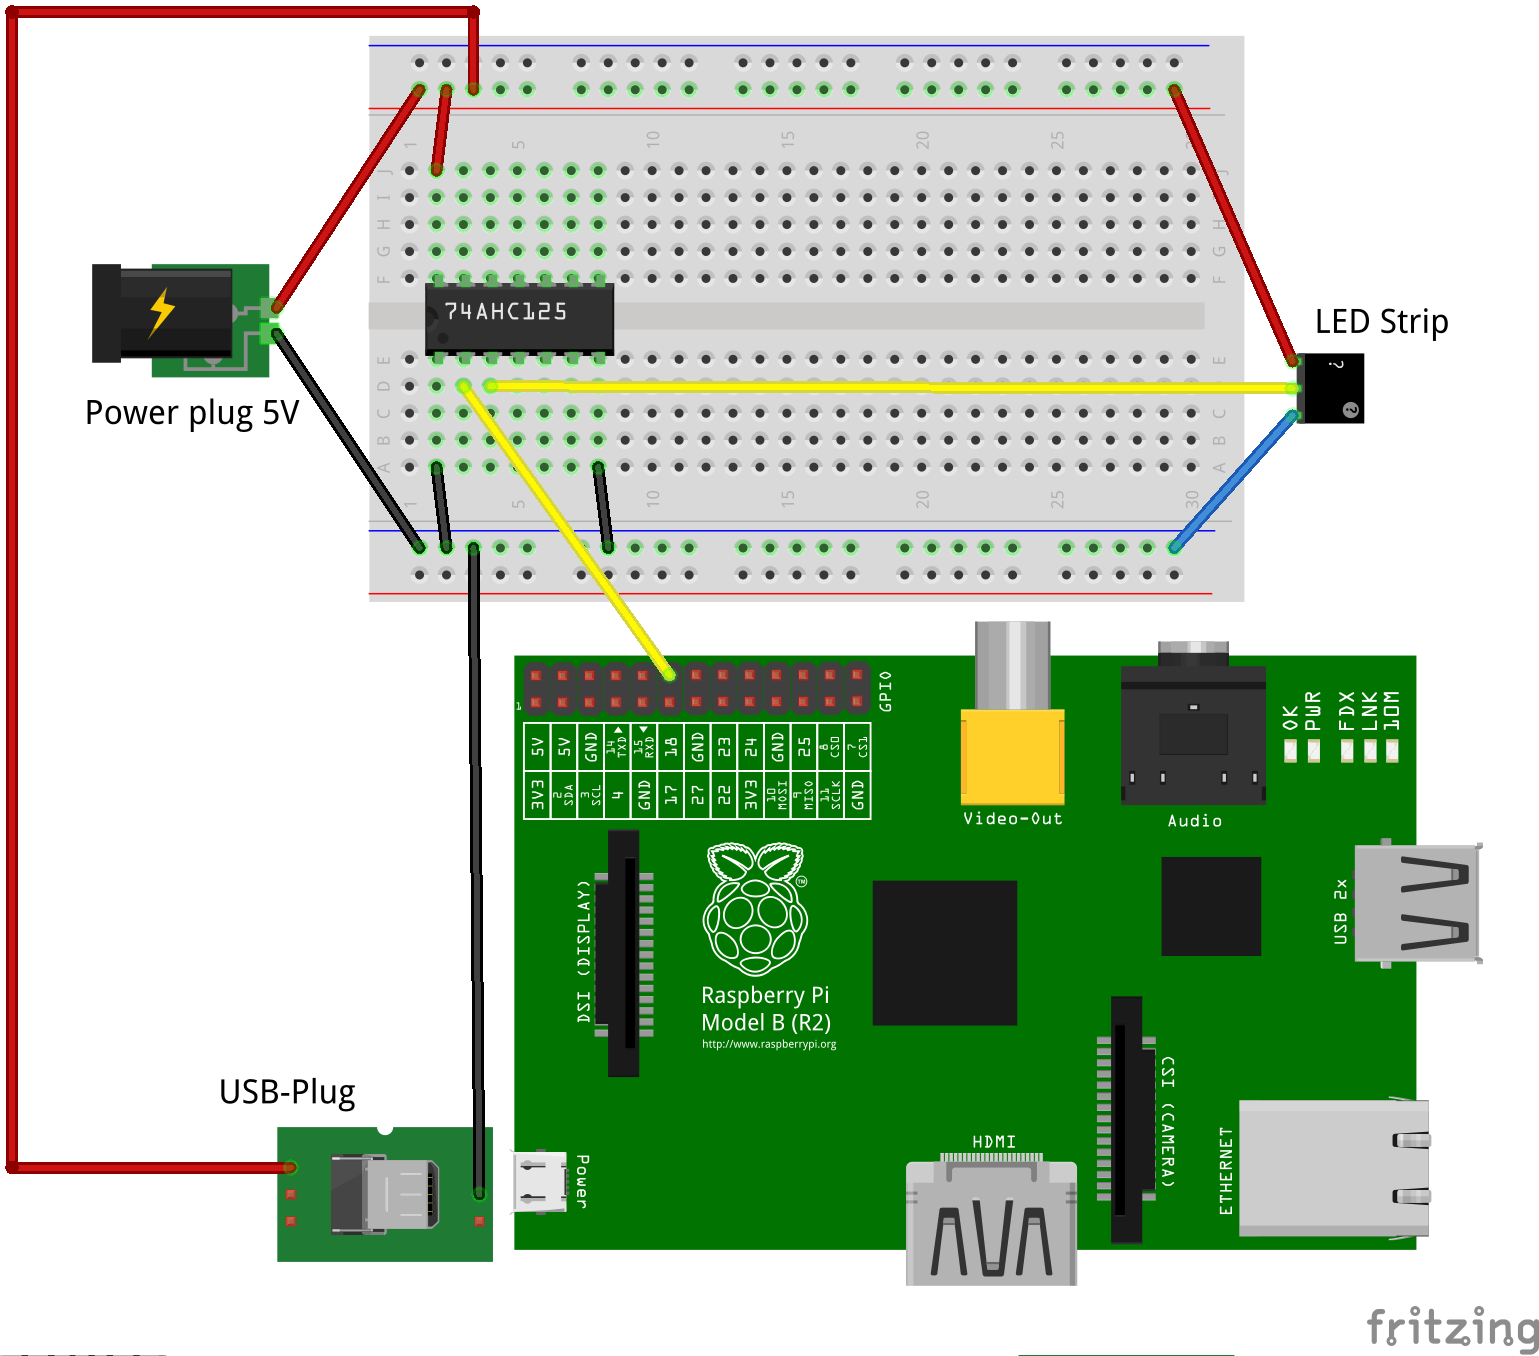 1 5 10 15 20 25
J J
I I
H H
G G
F F
74AHC125
LED Strip
?
?
Power plug 5V
E E
D
C C
B B
A A
1 5 10 15 20 25 30
1
GPIO
5V 5V GND 14 TXD 15 RXD 18 GND 23 24 GND 25 8 CS0 7 CS1
3V3 2 SDA 3 SCL 4 GND 17 27 22 3V3 10 MOSI 9 MISO 11 SCLK GND
OK PWR FDX LNK 10M
Video-Out
Audio
DSI (DISPLAY)
TM
Raspberry Pi
Model B (R2)
http://www.raspberrypi.org
USB 2x
CSI (CAMERA)
USB-Plug
Power
HDMI
ETHERNET
fritzing